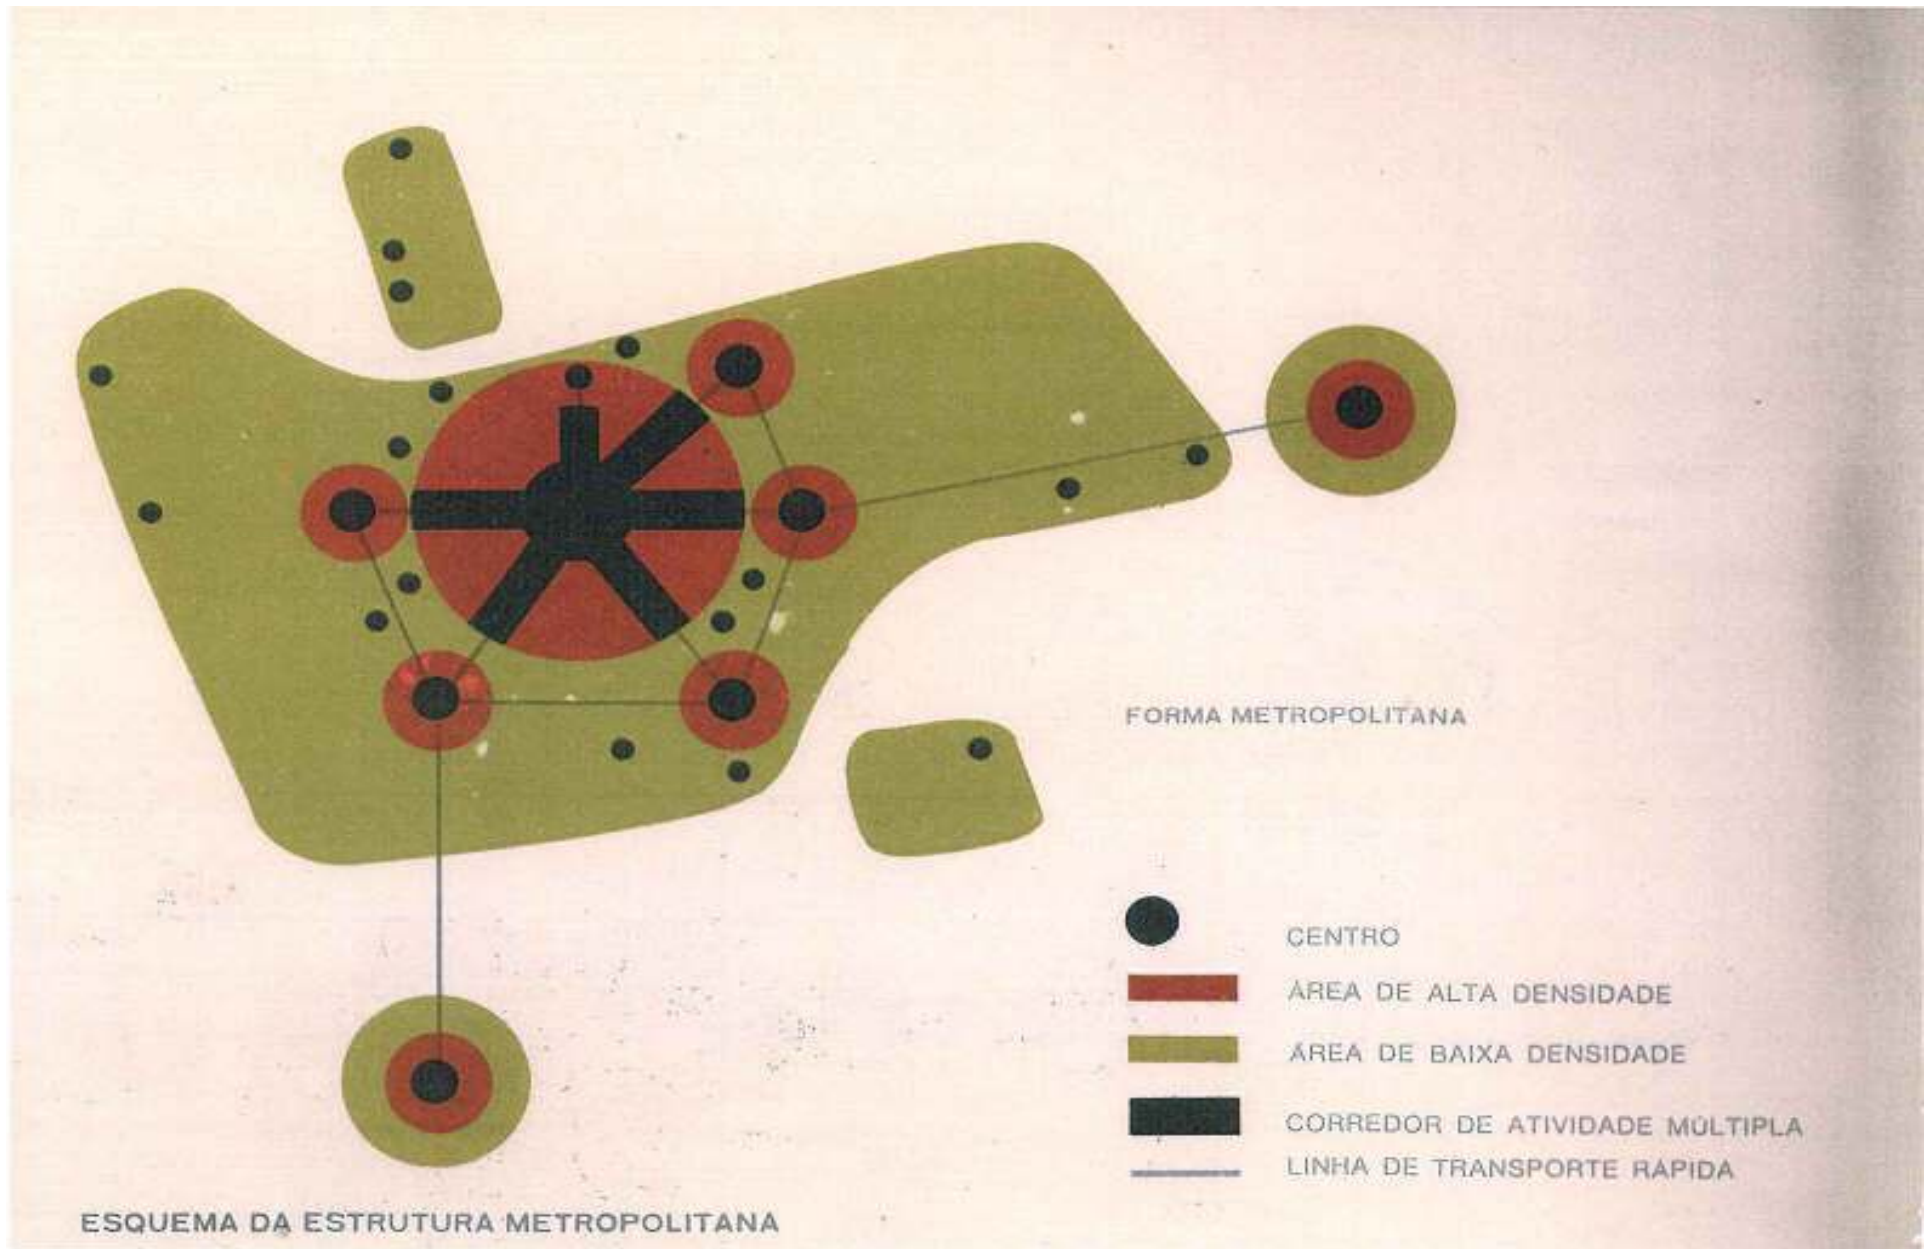 FORMA METROPOLITANA
CENTRO
ÁREA DE ALTA DENSIDADE
ÁREA DE BAIXA DENSIDADE
CORREDOR DE ATIVIDADE MÚLTIPLA
LINHA DE TRANSPORTE RÁPIDA
ESQUEMA DA ESTRUTURA METROPOLITANA